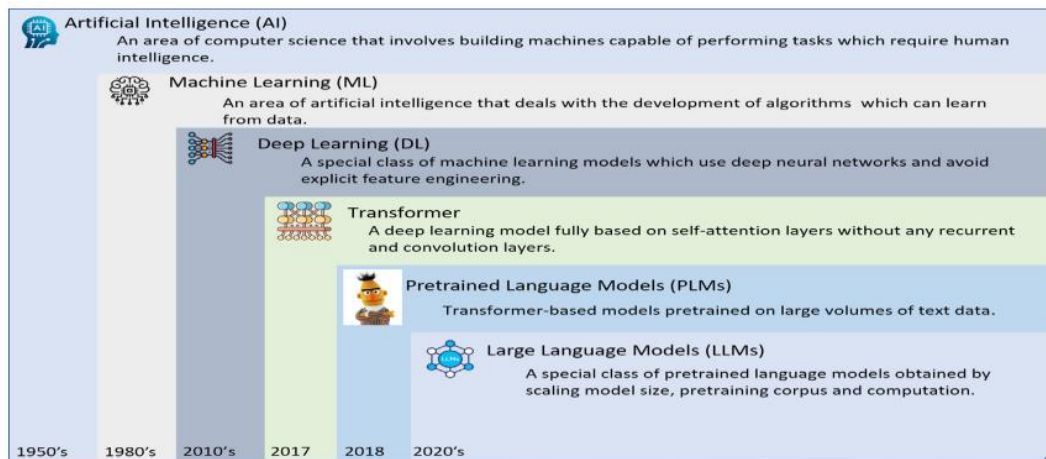 AI
Artificial Intelligence (AI)
An area of computer science that involves building machines capable of performing tasks which require human
intelligence.
Machine Learning (ML)
An area of artificial intelligence that deals with the development of algorithms which can learn
from data.
Deep Learning (DL)
A special class of machine learning models which use deep neural networks and avoid
explicit feature engineering.
Transformer
A deep learning model fully based on self-attention layers without any recurrent
and convolution layers.
Pretrained Language Models (PLMs)
Transformer-based models pretrained on large volumes of text data.
LLMs
Large Language Models (LLMs)
A special class of pretrained language models obtained by
scaling model size, pretraining corpus and computation.
1950's 1980's 2010's 2017 2018 2020's